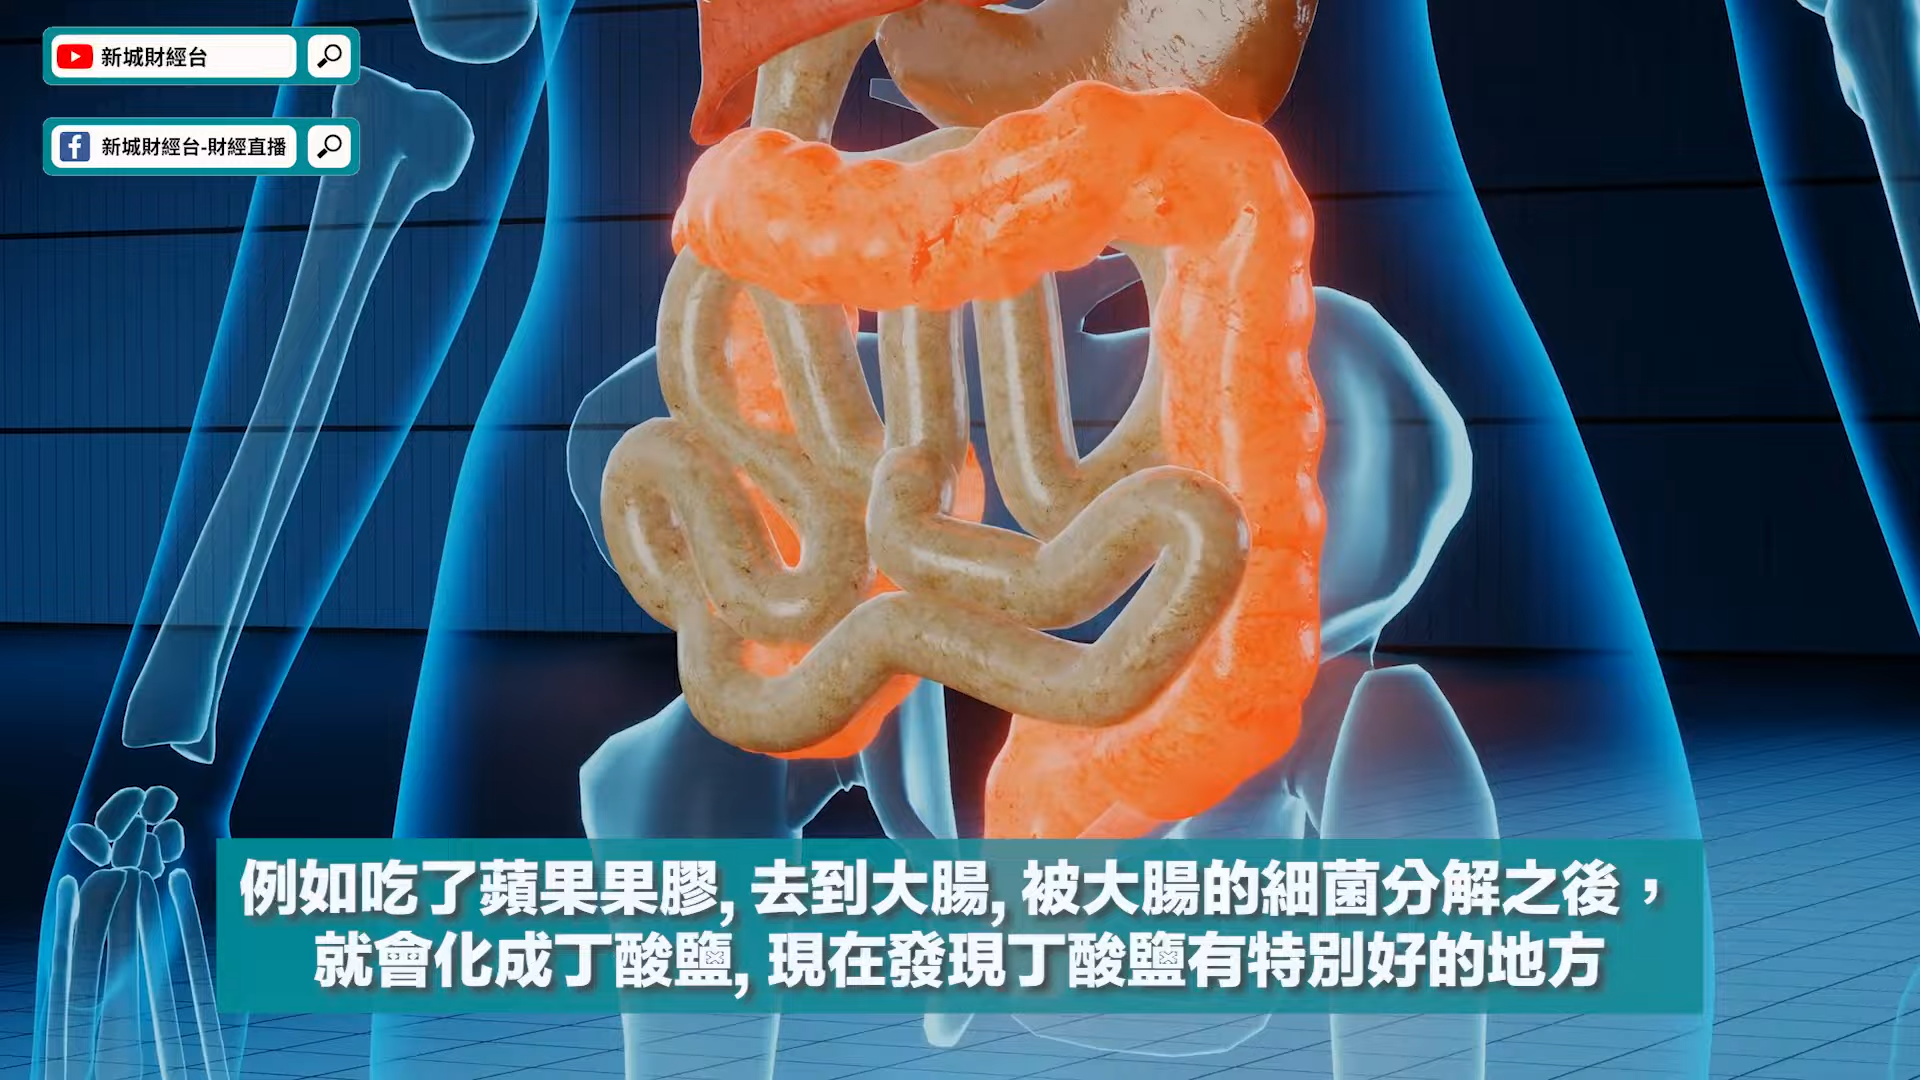 新城財經台
新城財經台-財經直播
例如吃了蘋果果膠, 去到大腸, 被大腸的細菌分解之後，
就會化成丁酸鹽, 現在發現丁酸鹽有特別好的地方